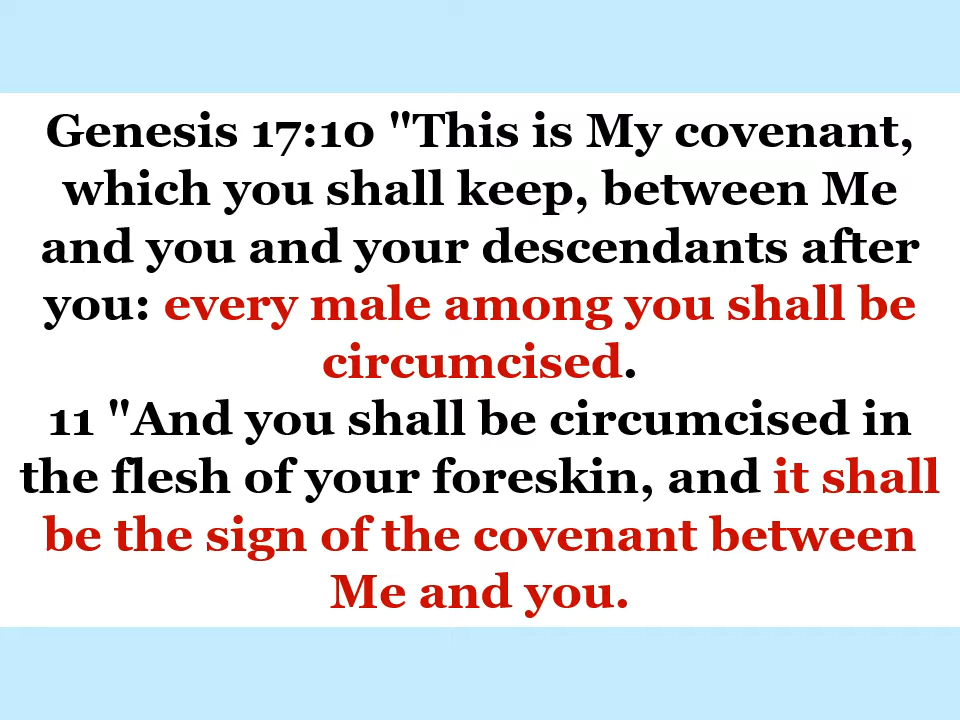 Genesis 17:10 "This is My covenant,
which you shall keep, between Me
and you and your descendants after
you: every male among you shall be
circumcised.
11 "And you shall be circumcised in
the flesh of your foreskin, and it shall
be the sign of the covenant between
Me and you.